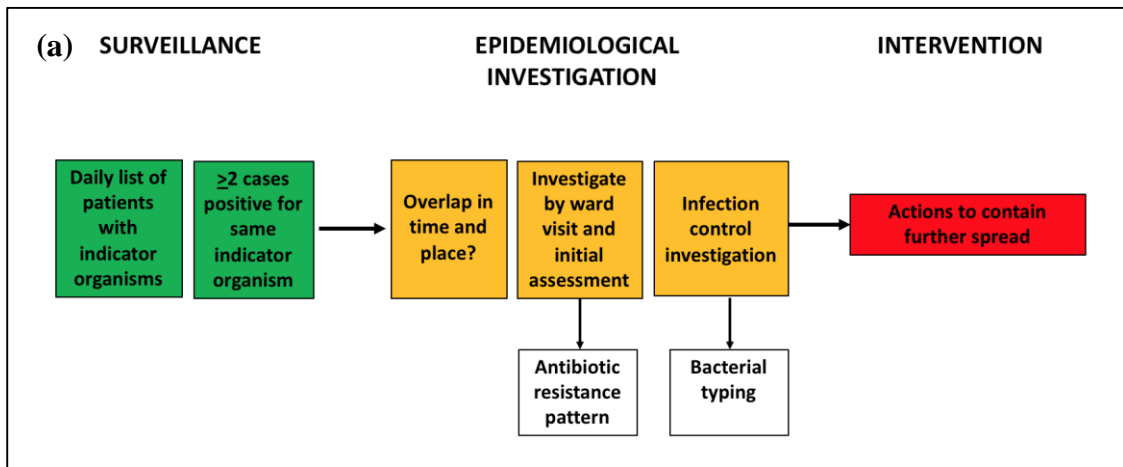 (a) SURVEILLANCE
EPIDEMIOLOGICAL
INVESTIGATION
INTERVENTION
Daily list of
patients with
indicator
organisms
≥2 cases
positive for
same
indicator
organism
Overlap in
time and
place?
Investigate
by ward
visit and
initial
assessment
Infection
control
investigation
Actions to contain
further spread
Antibiotic
resistance
pattern
Bacterial
typing